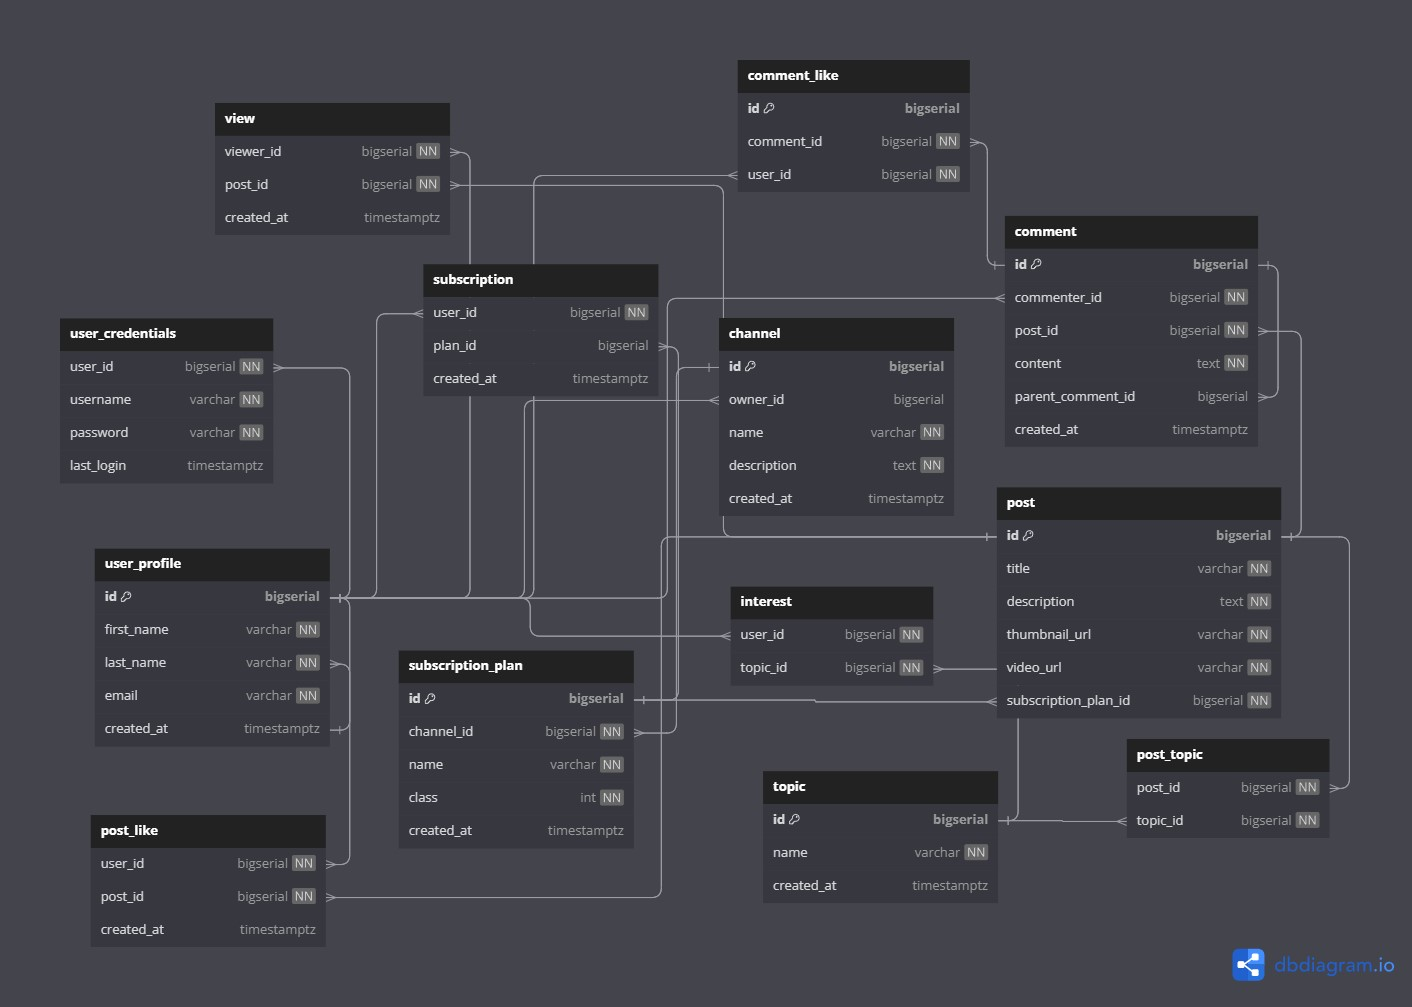 comment_like
id bigserial
comment_id bigserial NN
user_id bigserial NN
view
viewer_id bigserial NN
post_id bigserial NN
created_at timestamptz
comment
id bigserial
commenter_id bigserial NN
post_id bigserial NN
content text NN
parent_comment_id bigserial
created_at timestamptz
subscription
user_id bigserial NN
plan_id bigserial
created_at timestamptz
user_credentials
user_id bigserial NN
username varchar NN
password varchar NN
last_login timestamptz
channel
id bigserial
owner_id bigserial
name varchar NN
description text NN
created_at timestamptz
post
id bigserial
title varchar NN
description text NN
thumbnail_url varchar NN
video_url varchar NN
subscription_plan_id bigserial NN
user_profile
id bigserial
first_name varchar NN
last_name varchar NN
email varchar NN
created_at timestamptz
interest
user_id bigserial NN
topic_id bigserial NN
subscription_plan
id bigserial
channel_id bigserial NN
name varchar NN
class int NN
created_at timestamptz
post_topic
post_id bigserial NN
topic_id bigserial NN
topic
id bigserial
name varchar NN
created_at timestamptz
post_like
user_id bigserial NN
post_id bigserial NN
created_at timestamptz
dbdiagram.io